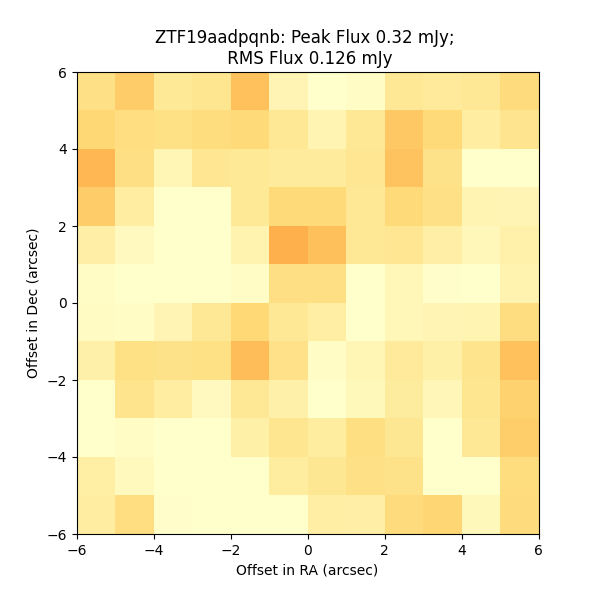 ZTF19aadpqnb: Peak Flux 0.32 mJy;
RMS Flux 0.126 mJy
6
4
2
0
−2
−4
−6
Offset in Dec (arcsec)
−6 −4 −2 0 2 4 6
Offset in RA (arcsec)